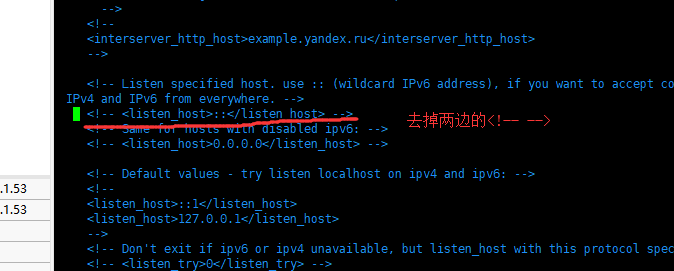 -->
<!--
<interserver_http_host>example.yandex.ru</interserver_http_host>
-->
<!-- Listen specified host. use :: (wildcard IPv6 address), if you want to accept co
IPv4 and IPv6 from everywhere. -->
<!-- <listen_host>::</listen_host> -->
去掉两边的<!-- -->
<!-- Same for hosts with disabled ipv6: -->
<!-- <listen_host>0.0.0.0</listen_host> -->
<!-- Default values - try listen localhost on ipv4 and ipv6: -->
<!--
<listen_host>::1</listen_host>
<listen_host>127.0.0.1</listen_host>
-->
<!-- Don't exit if ipv6 or ipv4 unavailable, but listen_host with this protocol spec
<!-- <listen_try>0</listen_try> -->
.1.53
.1.53